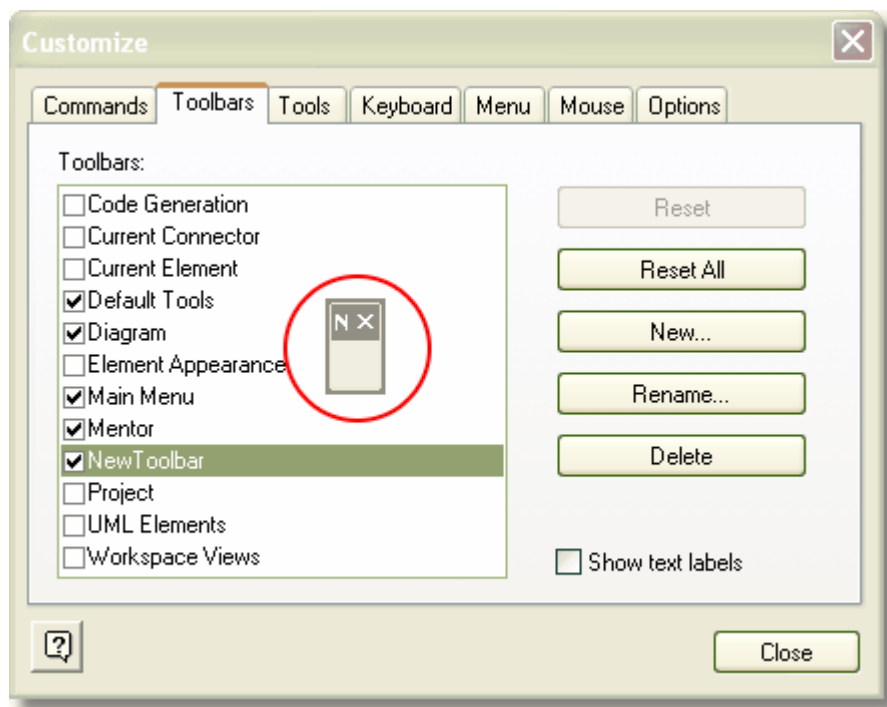 Customize
Commands Toolbars Tools Keyboard Menu Mouse Options
Toolbars:
Code Generation
Current Connector
Current Element
Default Tools
Diagram
Element Appearance
Main Menu
Mentor
NewToolbar
Project
UML Elements
Workspace Views
N X
Reset
Reset All
New...
Rename...
Delete
Show text labels
?
Close